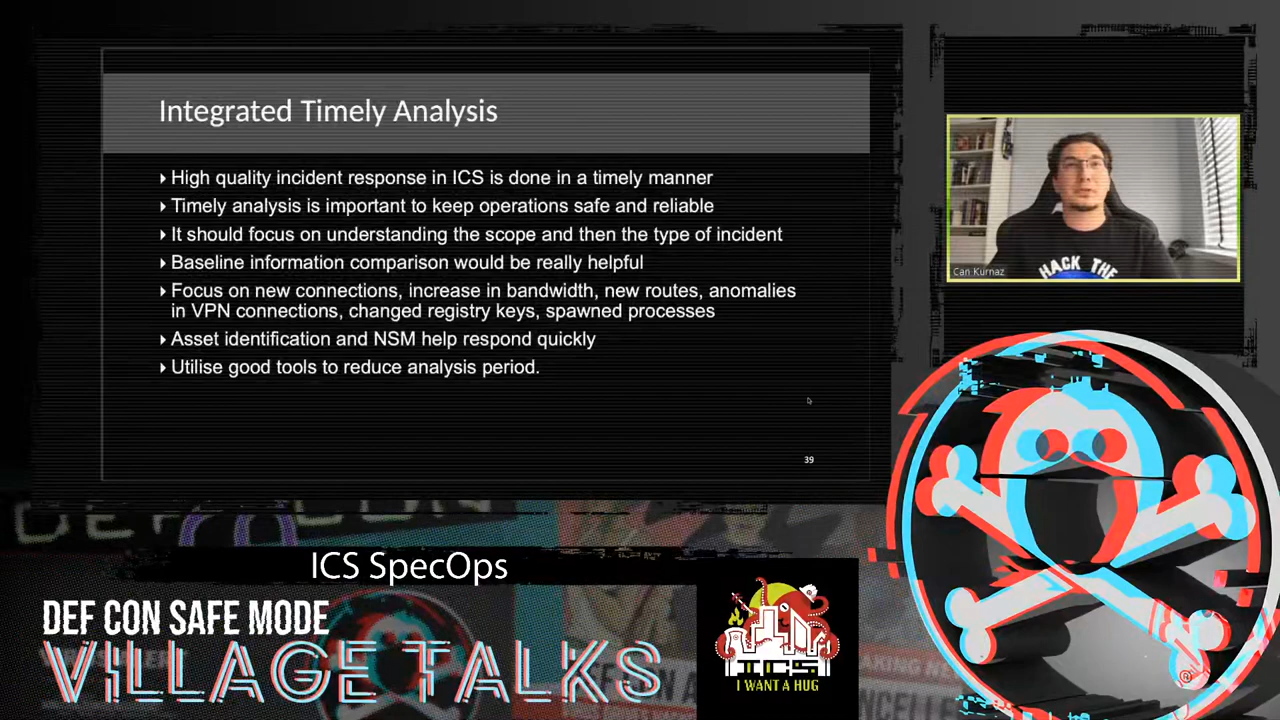 Integrated Timely Analysis
High quality incident response in ICS is done in a timely manner
Timely analysis is important to keep operations safe and reliable
It should focus on understanding the scope and then the type of incident
Baseline information comparison would be really helpful
Focus on new connections, increase in bandwidth, new routes, anomalies
in VPN connections, changed registry keys, spawned processes
Asset identification and NSM help respond quickly
Utilise good tools to reduce analysis period.
39
Can Kurnaz
HACK THE
DEF CON
ICS SpecOps
DEF CON SAFE MODE
VILLAGE TALKS
ICS
I WANT A HUG
®